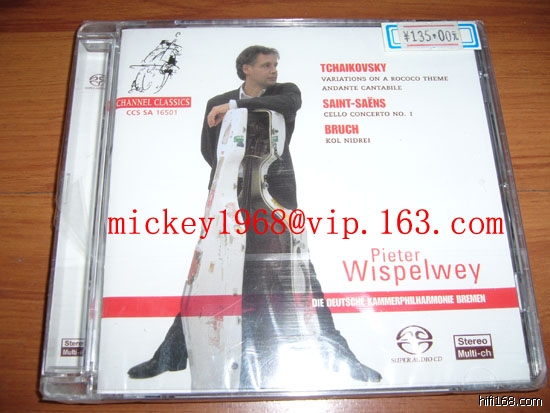 ¥135.00元
TCHAIKOVSKY
VARIATIONS ON A ROCOCO THEME
ANDANTE CANTABILE
SAINT-SAËNS
CELLO CONCERTO NO. 1
BRUCH
KOL NIDREI
CHANNEL CLASSICS
CCS SA 16501
mickey1968@vip.163.com
Pieter
Wispelwey
DIE DEUTSCHE KAMMERPHILHARMONIE BREMEN
SUPER AUDIO CD
Stereo
Multi-ch
Stereo
Multi-ch
hifi168.com